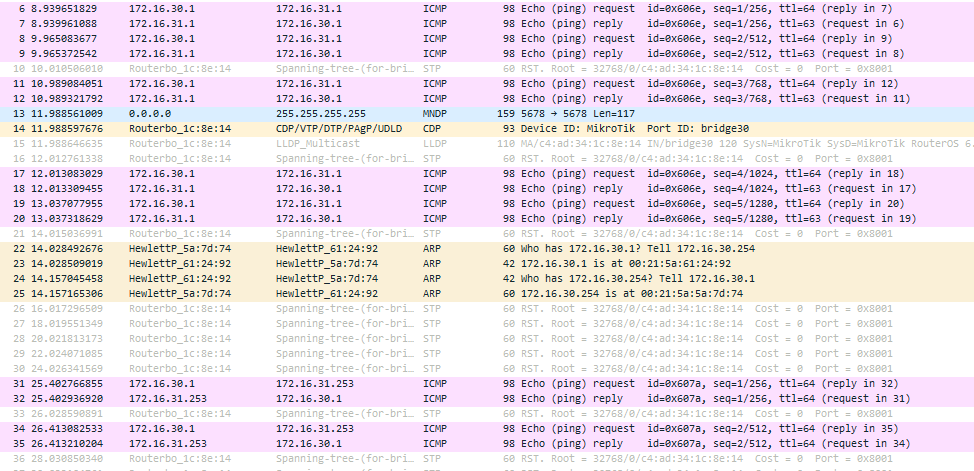 6 8.939651829 172.16.30.1 172.16.31.1 ICMP 98 Echo (ping) request id=0x606e, seq=1/256, ttl=64 (reply in 7)
7 8.939961088 172.16.31.1 172.16.30.1 ICMP 98 Echo (ping) reply id=0x606e, seq=1/256, ttl=63 (request in 6)
8 9.965083677 172.16.30.1 172.16.31.1 ICMP 98 Echo (ping) request id=0x606e, seq=2/512, ttl=64 (reply in 9)
9 9.965372542 172.16.31.1 172.16.30.1 ICMP 98 Echo (ping) reply id=0x606e, seq=2/512, ttl=63 (request in 8)
10 10.010506010 Routerbo_1c:8e:14 Spanning-tree-(for-bri… STP 60 RST. Root = 32768/0/c4:ad:34:1c:8e:14 Cost = 0 Port = 0x8001
11 10.989084051 172.16.30.1 172.16.31.1 ICMP 98 Echo (ping) request id=0x606e, seq=3/768, ttl=64 (reply in 12)
12 10.989321792 172.16.31.1 172.16.30.1 ICMP 98 Echo (ping) reply id=0x606e, seq=3/768, ttl=63 (request in 11)
13 11.988561009 0.0.0.0 255.255.255.255 MNDP 159 5678 → 5678 Len=117
14 11.988597676 Routerbo_1c:8e:14 CDP/VTP/DTP/PAgP/UDLD CDP 93 Device ID: MikroTik Port ID: bridge30
15 11.988646635 Routerbo_1c:8e:14 LLDP_Multicast LLDP 110 MA/c4:ad:34:1c:8e:14 IN/bridge30 120 SysN=MikroTik SysD=MikroTik RouterOS 6.
16 12.012761338 Routerbo_1c:8e:14 Spanning-tree-(for-bri… STP 60 RST. Root = 32768/0/c4:ad:34:1c:8e:14 Cost = 0 Port = 0x8001
17 12.013083029 172.16.30.1 172.16.31.1 ICMP 98 Echo (ping) request id=0x606e, seq=4/1024, ttl=64 (reply in 18)
18 12.013309455 172.16.31.1 172.16.30.1 ICMP 98 Echo (ping) reply id=0x606e, seq=4/1024, ttl=63 (request in 17)
19 13.037077955 172.16.30.1 172.16.31.1 ICMP 98 Echo (ping) request id=0x606e, seq=5/1280, ttl=64 (reply in 20)
20 13.037318629 172.16.31.1 172.16.30.1 ICMP 98 Echo (ping) reply id=0x606e, seq=5/1280, ttl=63 (request in 19)
21 14.015036991 Routerbo_1c:8e:14 Spanning-tree-(for-bri… STP 60 RST. Root = 32768/0/c4:ad:34:1c:8e:14 Cost = 0 Port = 0x8001
22 14.028492676 HewlettP_5a:7d:74 HewlettP_61:24:92 ARP 60 Who has 172.16.30.1? Tell 172.16.30.254
23 14.028509019 HewlettP_61:24:92 HewlettP_5a:7d:74 ARP 42 172.16.30.1 is at 00:21:5a:61:24:92
24 14.157045458 HewlettP_61:24:92 HewlettP_5a:7d:74 ARP 42 Who has 172.16.30.254? Tell 172.16.30.1
25 14.157165306 HewlettP_5a:7d:74 HewlettP_61:24:92 ARP 60 172.16.30.254 is at 00:21:5a:5a:7d:74
26 16.017296509 Routerbo_1c:8e:14 Spanning-tree-(for-bri… STP 60 RST. Root = 32768/0/c4:ad:34:1c:8e:14 Cost = 0 Port = 0x8001
27 18.019551349 Routerbo_1c:8e:14 Spanning-tree-(for-bri… STP 60 RST. Root = 32768/0/c4:ad:34:1c:8e:14 Cost = 0 Port = 0x8001
28 20.021813173 Routerbo_1c:8e:14 Spanning-tree-(for-bri… STP 60 RST. Root = 32768/0/c4:ad:34:1c:8e:14 Cost = 0 Port = 0x8001
29 22.024071085 Routerbo_1c:8e:14 Spanning-tree-(for-bri… STP 60 RST. Root = 32768/0/c4:ad:34:1c:8e:14 Cost = 0 Port = 0x8001
30 24.026341569 Routerbo_1c:8e:14 Spanning-tree-(for-bri… STP 60 RST. Root = 32768/0/c4:ad:34:1c:8e:14 Cost = 0 Port = 0x8001
31 25.402766855 172.16.30.1 172.16.31.253 ICMP 98 Echo (ping) request id=0x607a, seq=1/256, ttl=64 (reply in 32)
32 25.402936920 172.16.31.253 172.16.30.1 ICMP 98 Echo (ping) reply id=0x607a, seq=1/256, ttl=64 (request in 31)
33 26.028590891 Routerbo_1c:8e:14 Spanning-tree-(for-bri… STP 60 RST. Root = 32768/0/c4:ad:34:1c:8e:14 Cost = 0 Port = 0x8001
34 26.413082533 172.16.30.1 172.16.31.253 ICMP 98 Echo (ping) request id=0x607a, seq=2/512, ttl=64 (reply in 35)
35 26.413210204 172.16.31.253 172.16.30.1 ICMP 98 Echo (ping) reply id=0x607a, seq=2/512, ttl=64 (request in 34)
36 28.030850340 Routerbo_1c:8e:14 Spanning-tree-(for-bri… STP 60 RST. Root = 32768/0/c4:ad:34:1c:8e:14 Cost = 0 Port = 0x8001